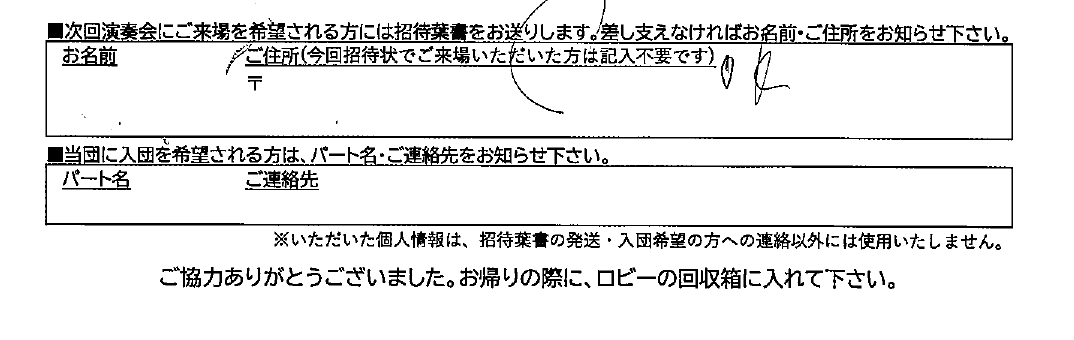 ■次回演奏会にご来場を希望される方には招待葉書をお送りします。差し支えなければお名前・ご住所をお知らせ下さい。
お名前 ご住所(今回招待状でご来場いただいた方は記入不要です) OK
〒
■当団に入団を希望される方は、パート名・ご連絡先をお知らせ下さい。
パート名 ご連絡先
※いただいた個人情報は、招待葉書の発送・入団希望の方への連絡以外には使用いたしません。
ご協力ありがとうございました。お帰りの際に、ロビーの回収箱に入れて下さい。